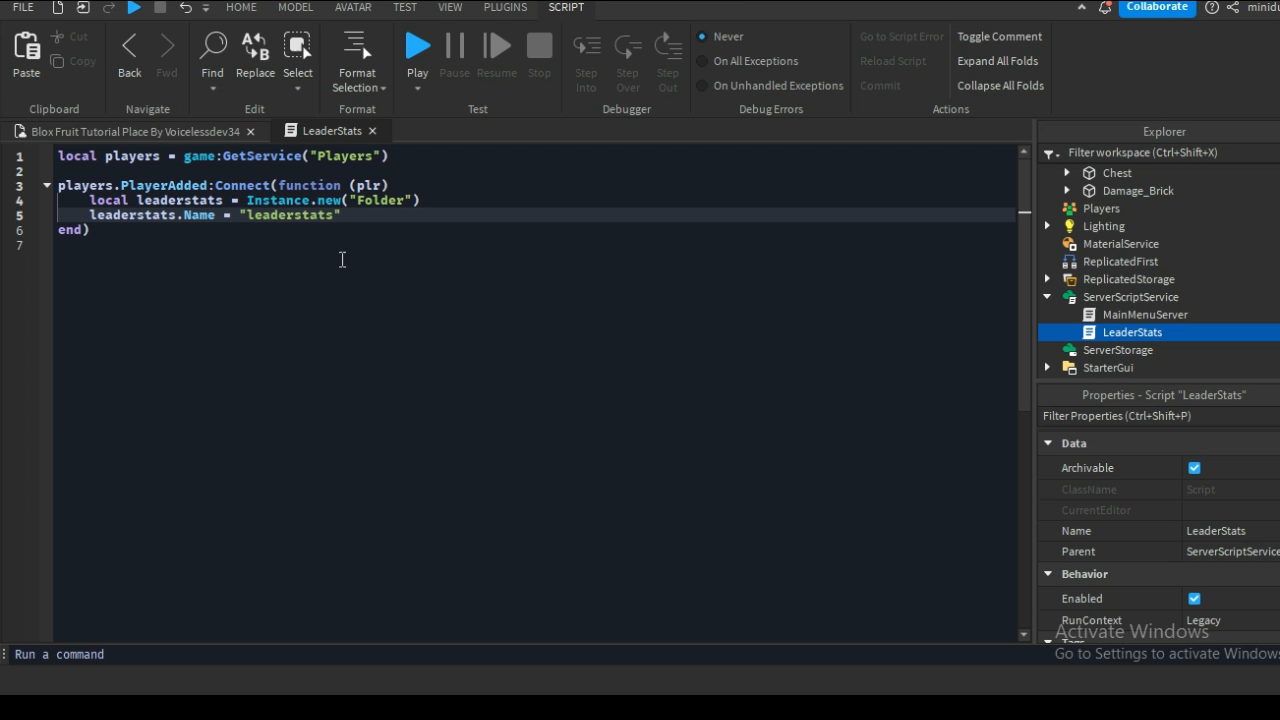 FILE HOME MODEL AVATAR TEST VIEW PLUGINS SCRIPT Collaborate
Paste Cut Copy Back Fwd Find Replace Select Format Selection Play Pause Resume Stop Step Into Step Over Step Out
Never
On All Exceptions
On Unhandled Exceptions
Go to Script Error
Reload Script
Commit
Toggle Comment
Expand All Folds
Collapse All Folds
Clipboard Navigate Edit Format Test Debugger Debug Errors Actions
Blox Fruit Tutorial Place By Voicelessdev34 LeaderStats
1 local players = game:GetService("Players")
2
3 players.PlayerAdded:Connect(function (plr)
4 local leaderstats = Instance.new("Folder")
5 leaderstats.Name = "leaderstats"
6 end)
7
Explorer
Filter workspace (Ctrl+Shift+X)
Chest
Damage_Brick
Players
Lighting
MaterialService
ReplicatedFirst
ReplicatedStorage
ServerScriptService
MainMenuServer
LeaderStats
ServerStorage
StarterGui
Properties - Script "LeaderStats"
Filter Properties (Ctrl+Shift+P)
Data
Archivable
ClassName Script
CurrentEditor
Name LeaderStats
Parent ServerScriptService
Behavior
Enabled
RunContext Legacy
Activate Windows
Go to Settings to activate Windows
Run a command